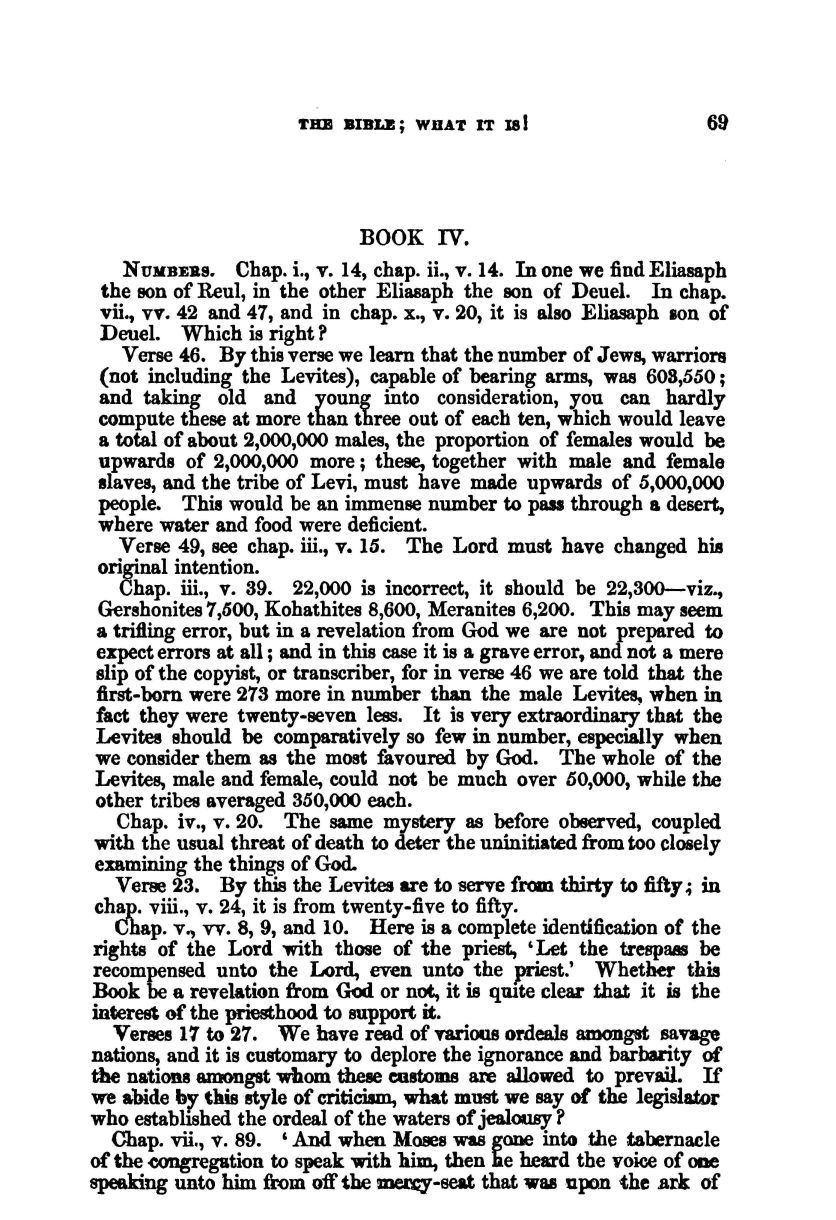 THE BIBLE; WHAT IT IS! 69
BOOK IV.
NUMBERS. Chap. i., v. 14, chap. ii., v. 14. In one we find Eliasaph
the son of Reul, in the other Eliasaph the son of Deuel. In chap.
vii., vv. 42 and 47, and in chap. x., v. 20, it is also Eliasaph son of
Deuel. Which is right?
Verse 46. By this verse we learn that the number of Jews, warriors
(not including the Levites), capable of bearing arms, was 603,550;
and taking old and young into consideration, you can hardly
compute these at more than three out of each ten, which would leave
a total of about 2,000,000 males, the proportion of females would be
upwards of 2,000,000 more; these, together with male and female
slaves, and the tribe of Levi, must have made upwards of 5,000,000
people. This would be an immense number to pass through a desert,
where water and food were deficient.
Verse 49, see chap. iii., v. 15. The Lord must have changed his
original intention.
Chap. iii., v. 39. 22,000 is incorrect, it should be 22,300—viz.,
Gershonites 7,500, Kohathites 8,600, Meranites 6,200. This may seem
a trifling error, but in a revelation from God we are not prepared to
expect errors at all; and in this case it is a grave error, and not a mere
slip of the copyist, or transcriber, for in verse 46 we are told that the
first-born were 273 more in number than the male Levites, when in
fact they were twenty-seven less. It is very extraordinary that the
Levites should be comparatively so few in number, especially when
we consider them as the most favoured by God. The whole of the
Levites, male and female, could not be much over 50,000, while the
other tribes averaged 350,000 each.
Chap. iv., v. 20. The same mystery as before observed, coupled
with the usual threat of death to deter the uninitiated from too closely
examining the things of God.
Verse 23. By this the Levites are to serve from thirty to fifty; in
chap. viii., v. 24, it is from twenty-five to fifty.
Chap. v., vv. 8, 9, and 10. Here is a complete identification of the
rights of the Lord with those of the priest, 'Let the trespass be
recompensed unto the Lord, even unto the priest.' Whether this
Book be a revelation from God or not, it is quite clear that it is the
interest of the priesthood to support it.
Verses 17 to 27. We have read of various ordeals amongst savage
nations, and it is customary to deplore the ignorance and barbarity of
the nations amongst whom these customs are allowed to prevail. If
we abide by this style of criticism, what must we say of the legislator
who established the ordeal of the waters of jealousy?
Chap. vii., v. 89. 'And when Moses was gone into the tabernacle
of the congregation to speak with him, then he heard the voice of one
speaking unto him from off the mercy-seat that was upon the ark of